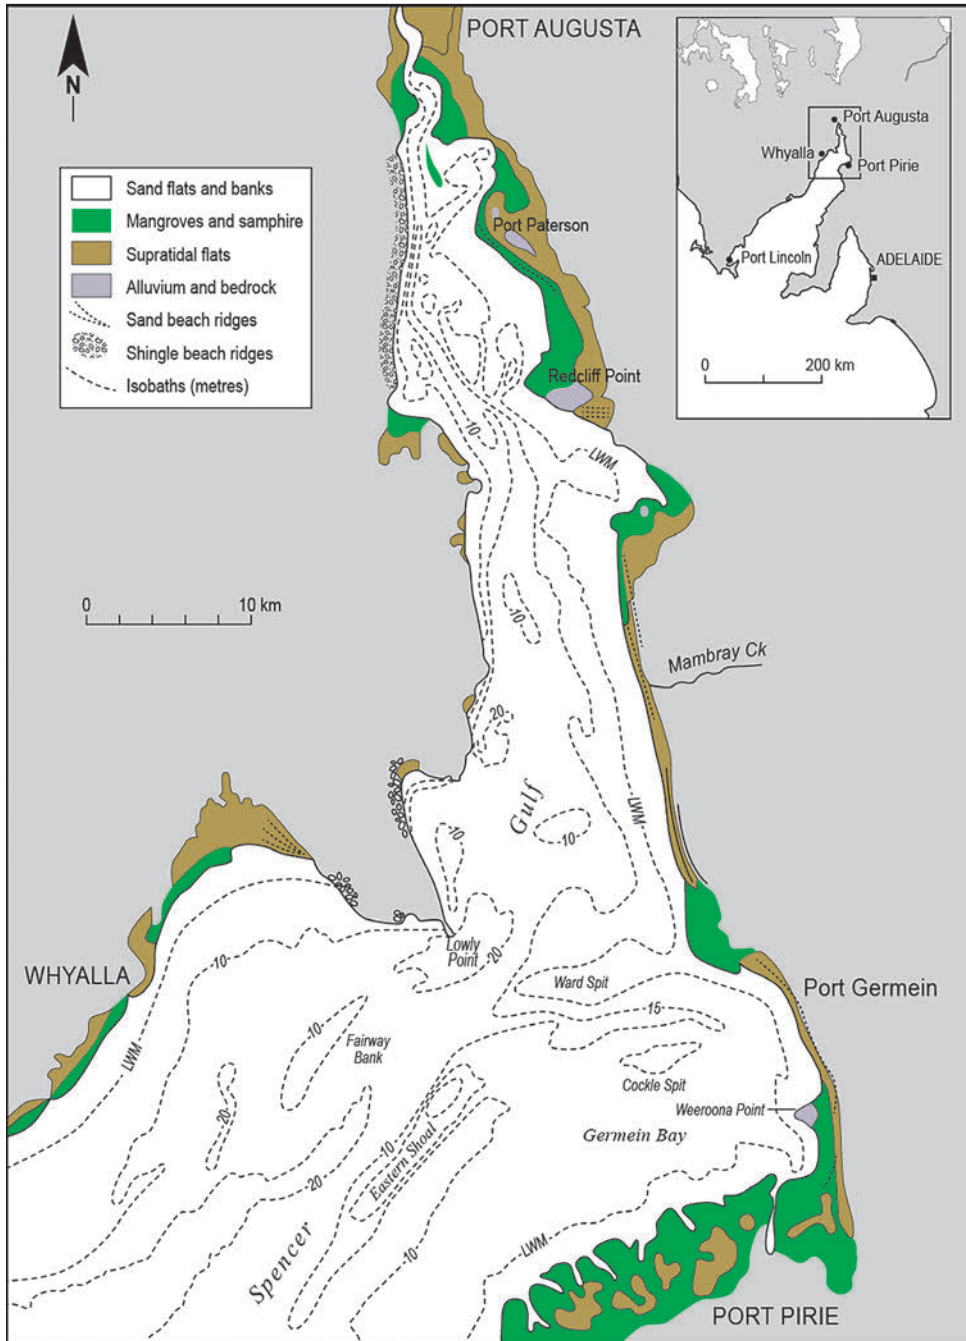 PORT AUGUSTA
N
Sand flats and banks
Mangroves and samphire
Supratidal flats
Alluvium and bedrock
Sand beach ridges
Shingle beach ridges
Isobaths (metres)
Port Augusta
Whyalla
Port Pirie
Port Lincoln
ADELAIDE
0 200 km
Port Paterson
Redcliff Point
10
LWM
0 10 km
10
Mambray Ck
20
Gulf
LWM
10
10
Lowly
Point
20
10
WHYALLA
Ward Spit
Port Germein
15
LWM
10
Fairway
Bank
Cockle Spit
Weeroona Point
20
10
Eastern Shoal
Germein Bay
20
Spencer
10
LWM
PORT PIRIE